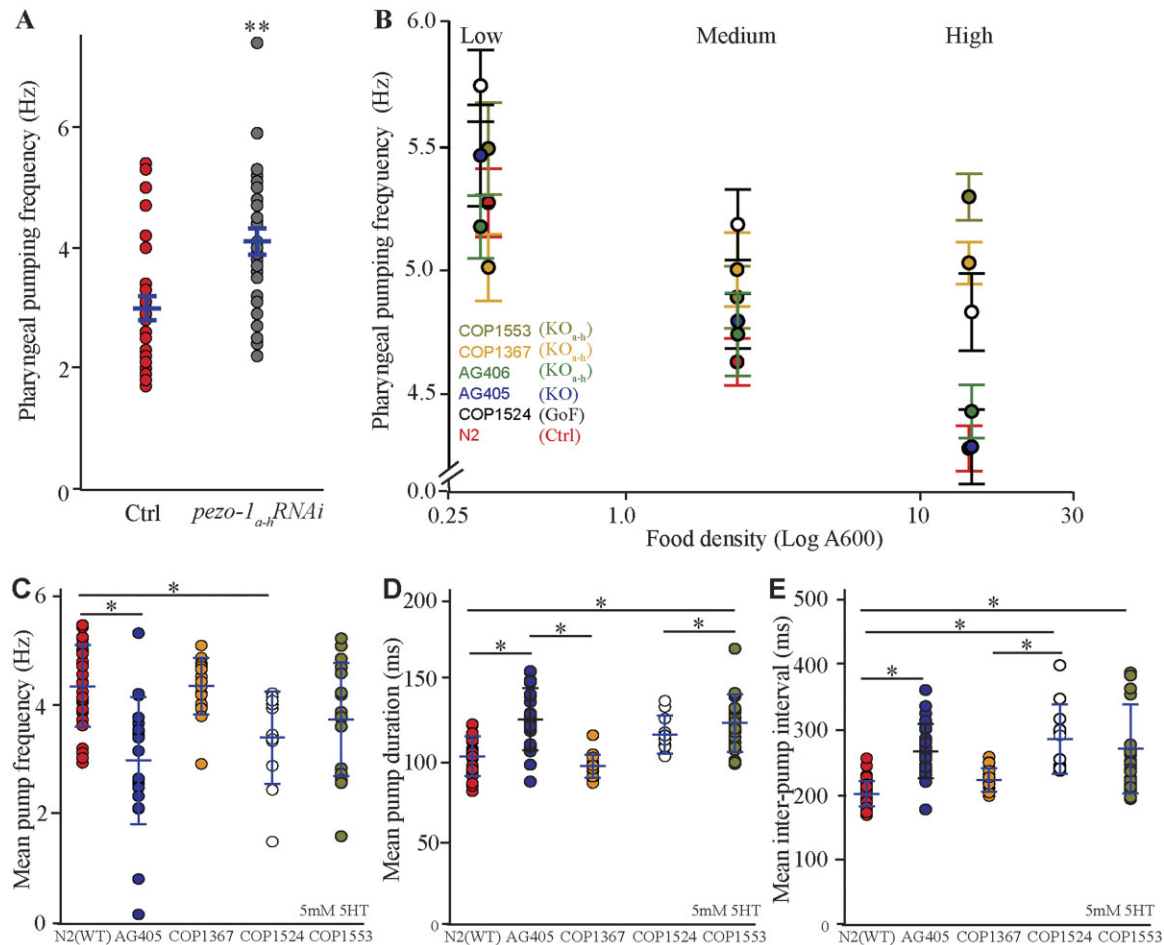 A
**
Pharyngeal pumping frequency (Hz)
6
4
2
0
Ctrl
pezo-1a-hRNAi
B
Low
Medium
High
Pharyngeal pumping freqyuency (Hz)
6.0
5.5
5.0
4.5
0.0
COP1553 (KOa-h)
COP1367 (KOa-h)
AG406 (KOa-h)
AG405 (KO)
COP1524 (GoF)
N2 (Ctrl)
0.25
1.0
10
30
Food density (Log A600)
C
Mean pump frequency (Hz)
6
4
2
0
*
*
5mM 5HT
N2(WT) AG405 COP1367 COP1524 COP1553
D
Mean pump duration (ms)
200
150
100
50
0
*
*
*
*
5mM 5HT
N2(WT) AG405 COP1367 COP1524 COP1553
E
Mean inter-pump interval (ms)
500
400
300
200
100
0
*
*
*
*
5mM 5HT
N2(WT) AG405 COP1367 COP1524 COP1553